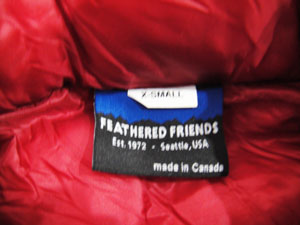 X-SMALL
FEATHERED FRIENDS
Est. 1972 • Seattle, USA
made in Canada